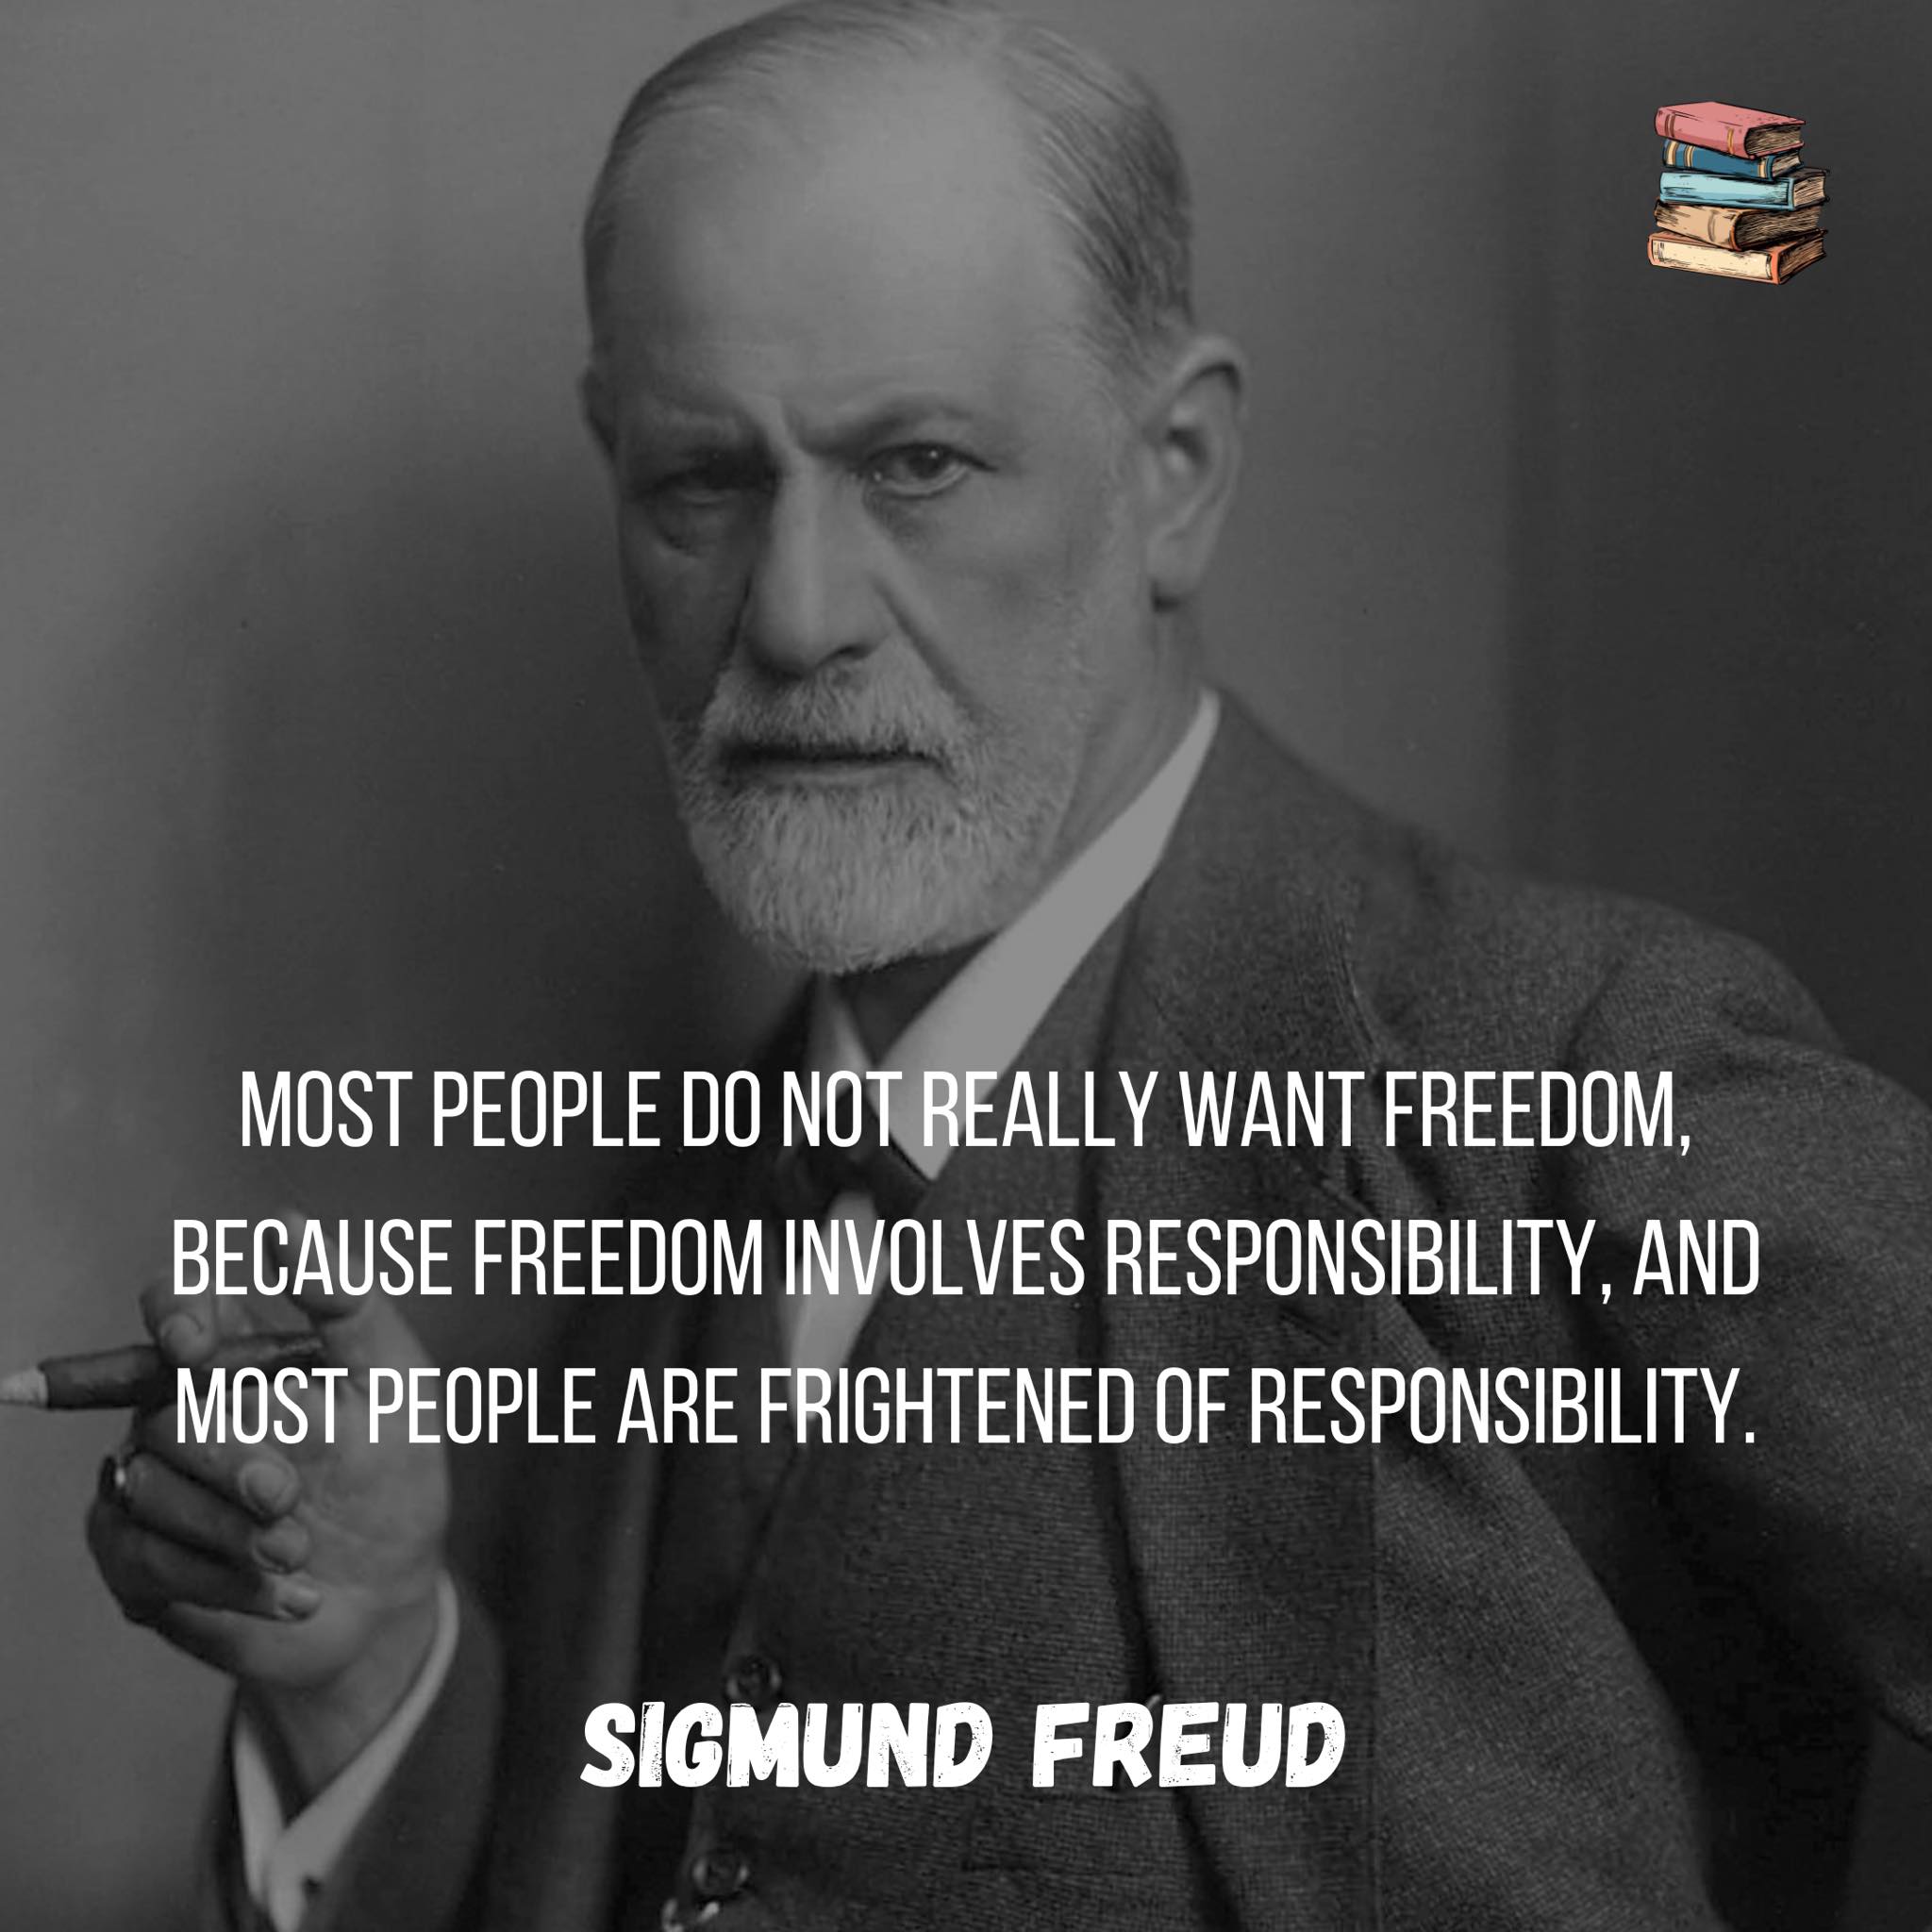 MOST PEOPLE DO NOT REALLY WANT FREEDOM,
BECAUSE FREEDOM INVOLVES RESPONSIBILITY, AND
MOST PEOPLE ARE FRIGHTENED OF RESPONSIBILITY.
SIGMUND FREUD